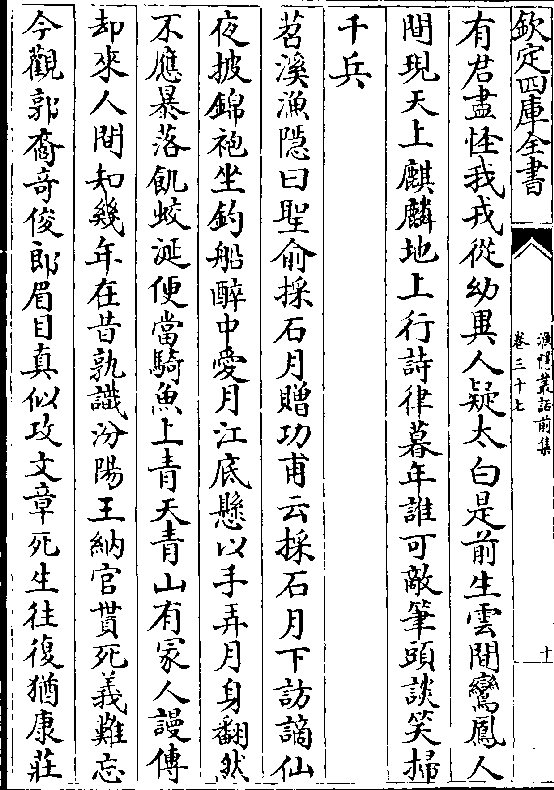 欽定四庫全書
漁隠叢話前集
卷三十七
十
有君盡怪我戎從幼異人疑太白是前生雲間鸞鳳人
間現天上麒麟地上行詩律暮年誰可敵筆頭談笑掃
千兵
苕溪漁隠曰聖俞採石月贈功甫云採石月下訪謫仙
夜披錦袍坐釣船醉中愛月江底懸以手弄月身翻然
不應暴落飢蛟涎便當騎魚上青天青山有冢人謾傳
却來人間知幾年在昔孰識汾陽王納官貰死義難忘
今觀郭裔竒俊郎眉目真似攻文章死生往復猶康莊